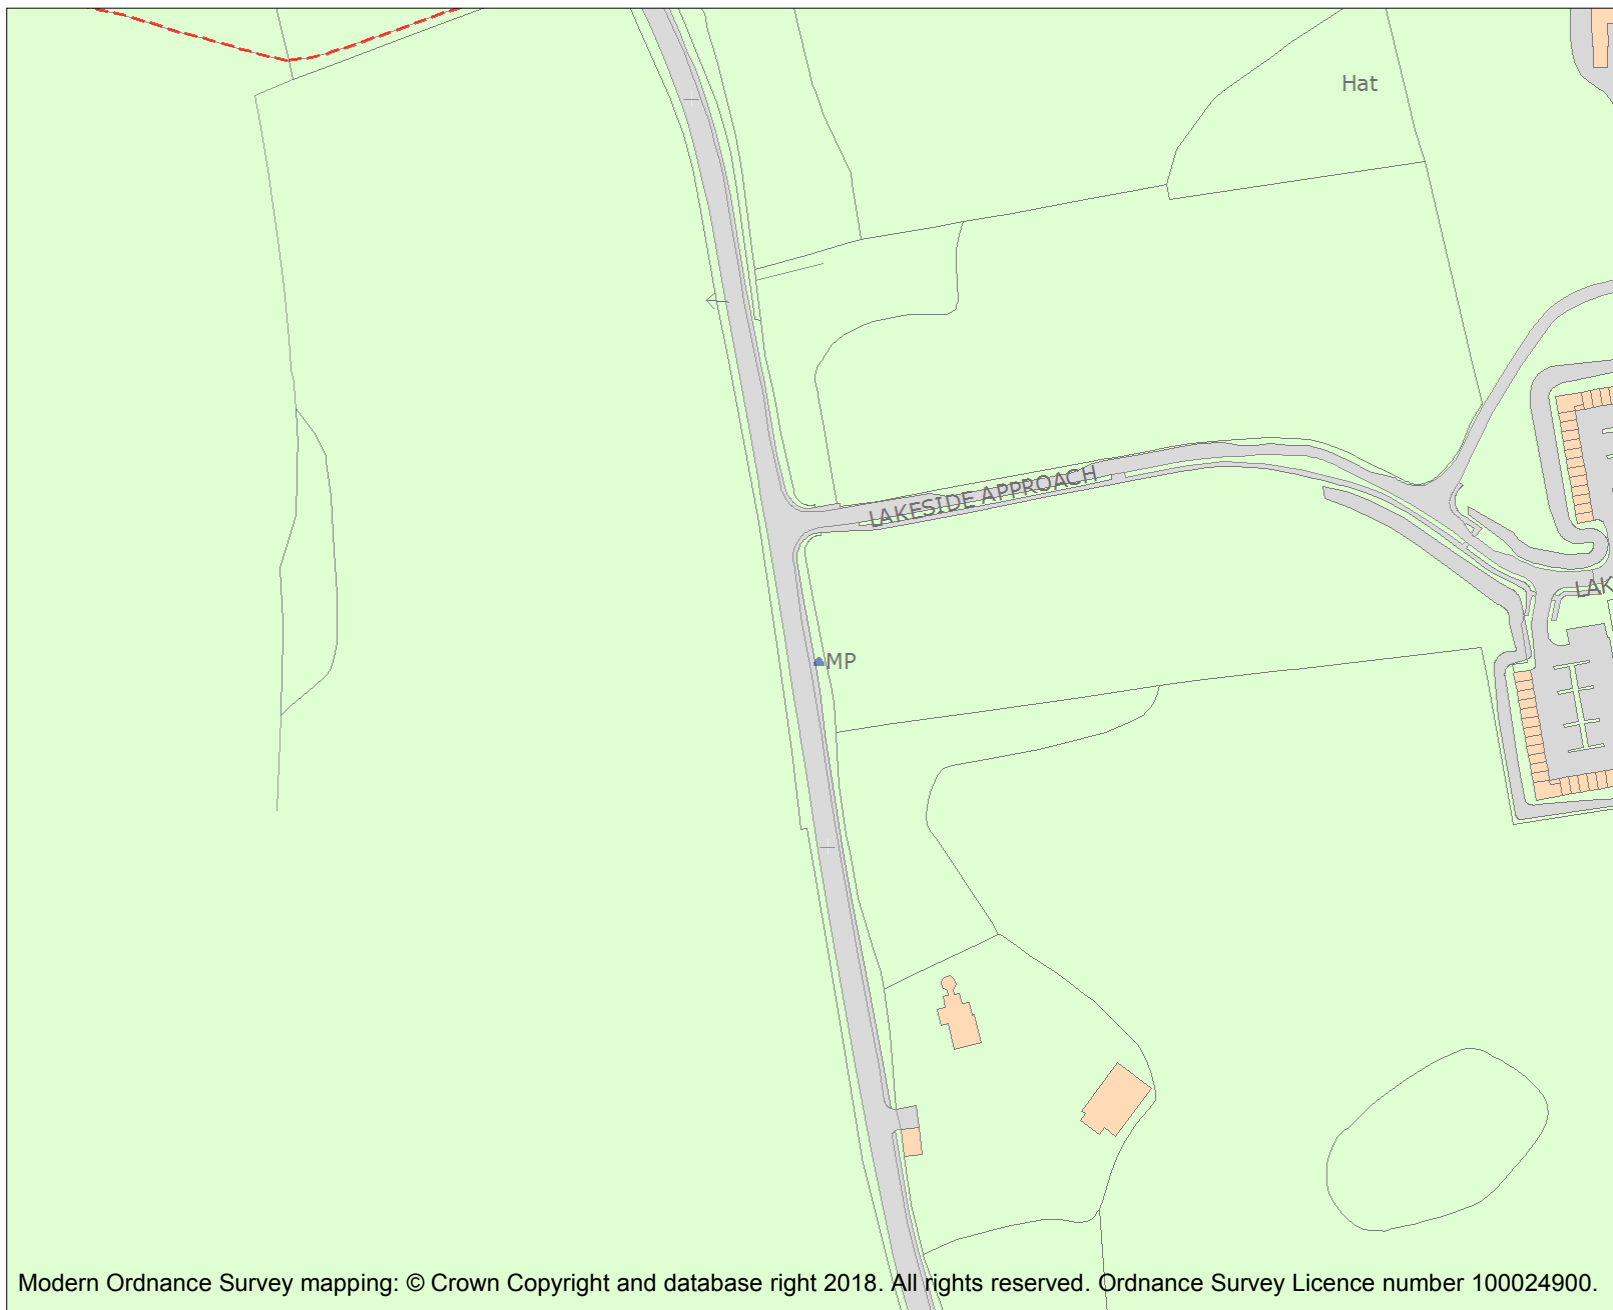 Hat
LAKESIDE APPROACH
LAK
MP
Modern Ordnance Survey mapping: © Crown Copyright and database right 2018. All rights reserved. Ordnance Survey Licence number 100024900.